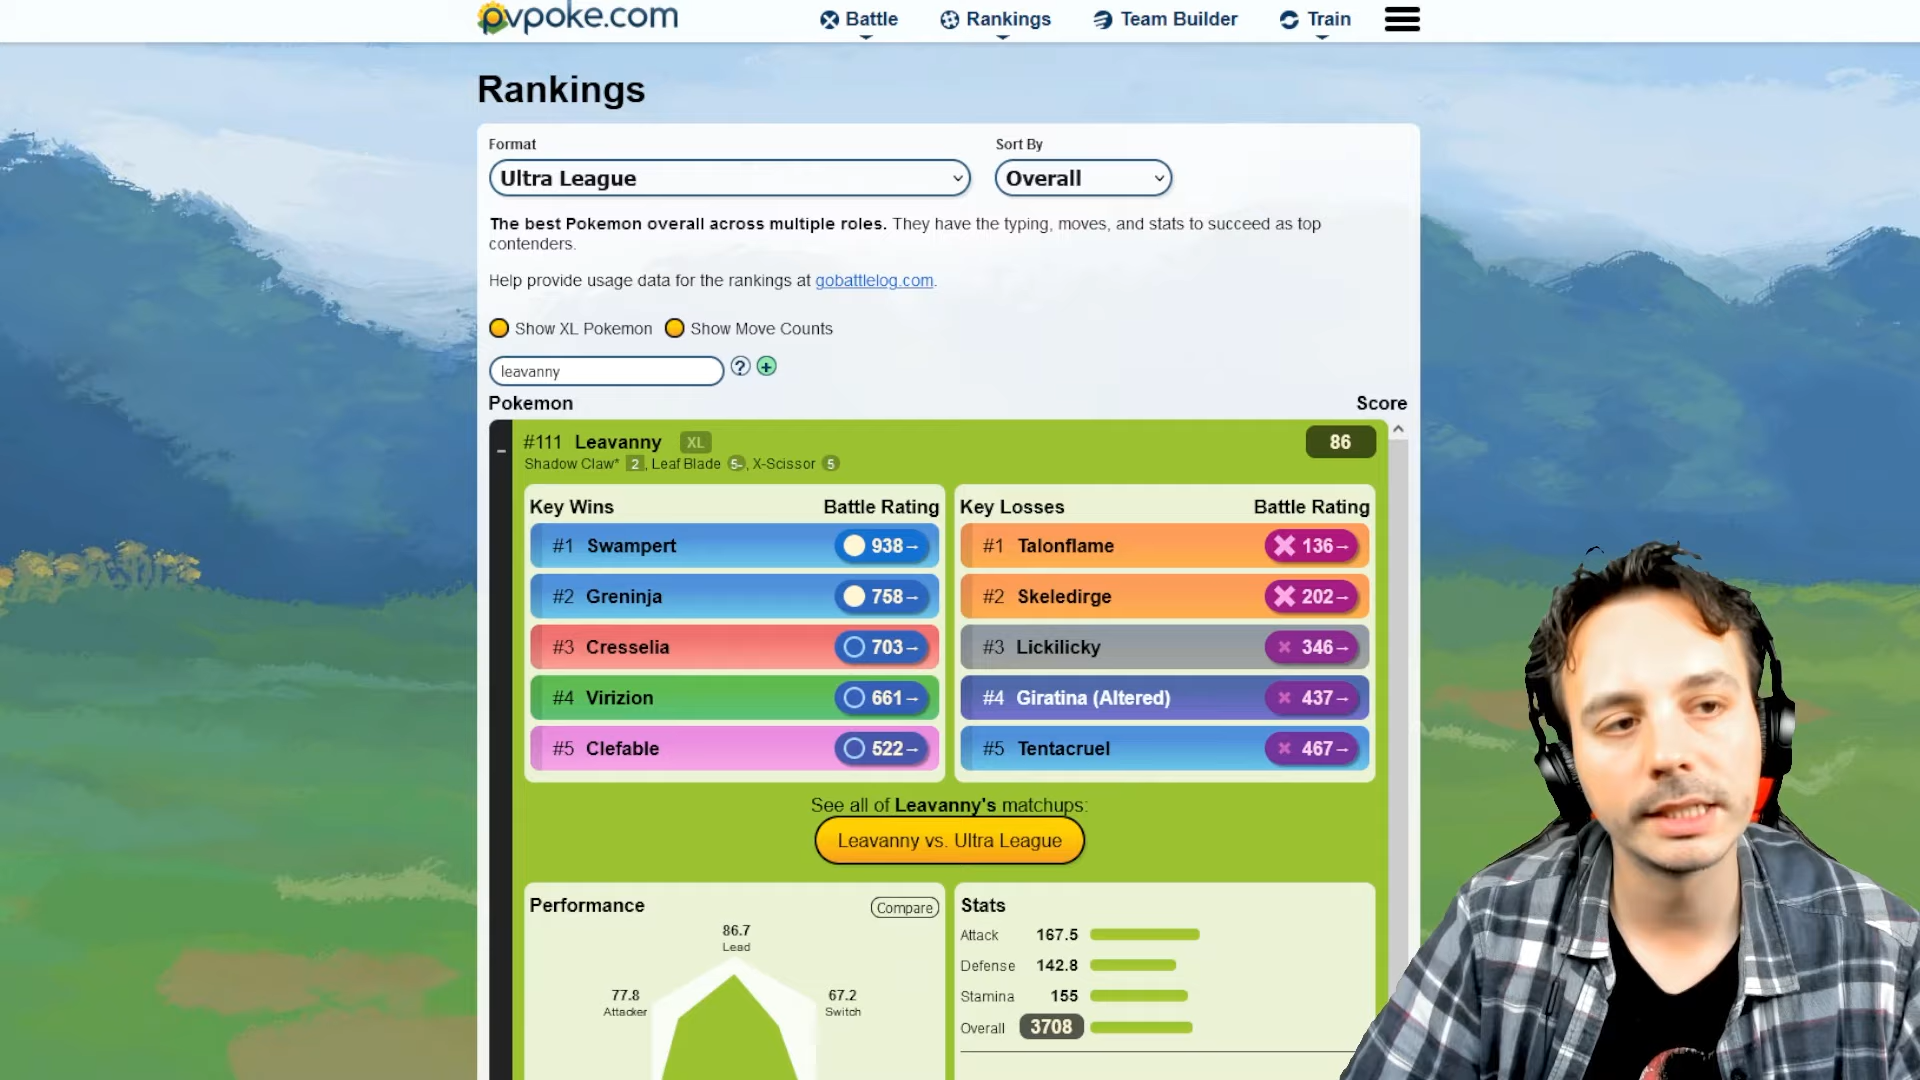 pvpoke.com
Battle
Rankings
Team Builder
Train
Rankings
Format
Sort By
Ultra League
Overall
The best Pokemon overall across multiple roles. They have the typing, moves, and stats to succeed as top
contenders.
Help provide usage data for the rankings at gobattlelog.com.
Show XL Pokemon
Show Move Counts
leavanny
?
+
Pokemon
Score
-
#111 Leavanny XL
86
Shadow Claw* 2, Leaf Blade 5-, X-Scissor 5
Key Wins
Battle Rating
#1 Swampert 938→
#2 Greninja 758→
#3 Cresselia 703→
#4 Virizion 661→
#5 Clefable 522→
Key Losses
Battle Rating
#1 Talonflame 136→
#2 Skeledirge 202→
#3 Lickilicky 346→
#4 Giratina (Altered) 437→
#5 Tentacruel 467→
See all of Leavanny's matchups:
Leavanny vs. Ultra League
Performance
Compare
86.7
Lead
77.8
Attacker
67.2
Switch
Stats
Attack 167.5
Defense 142.8
Stamina 155
Overall 3708